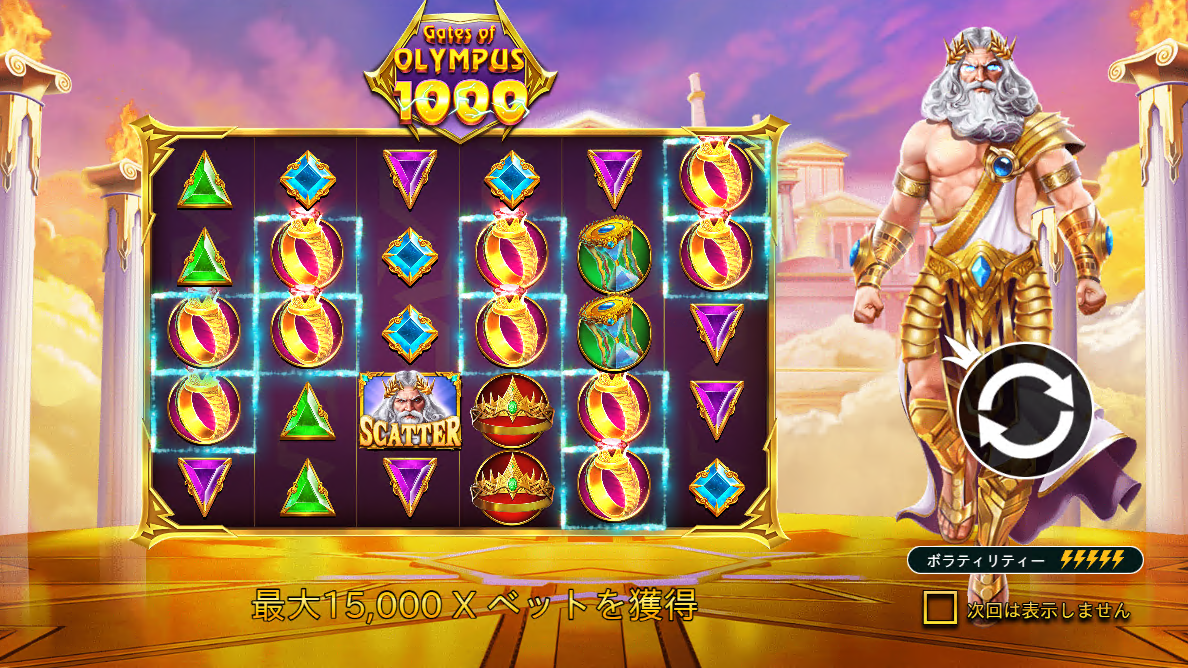 Gates of
OLYMPUS
1000
SCATTER
ボラティリティー
最大15,000 X ベットを獲得
次回は表示しません